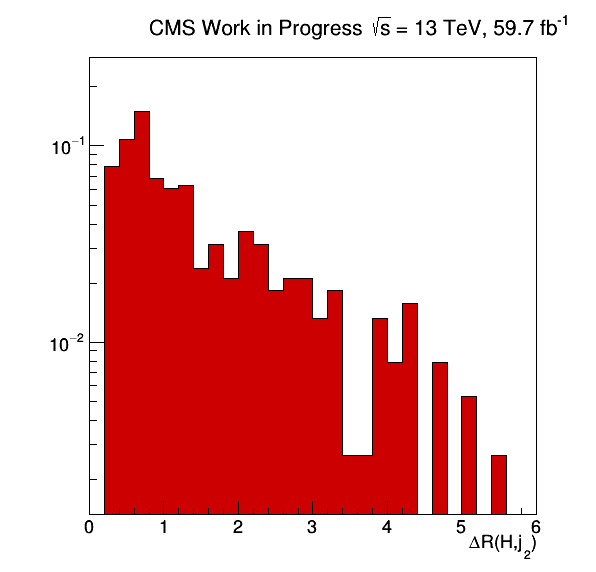 CMS Work in Progress √s = 13 TeV, 59.7 fb⁻¹
10⁻¹
10⁻²
0 1 2 3 4 5 6
ΔR(H,j₂)